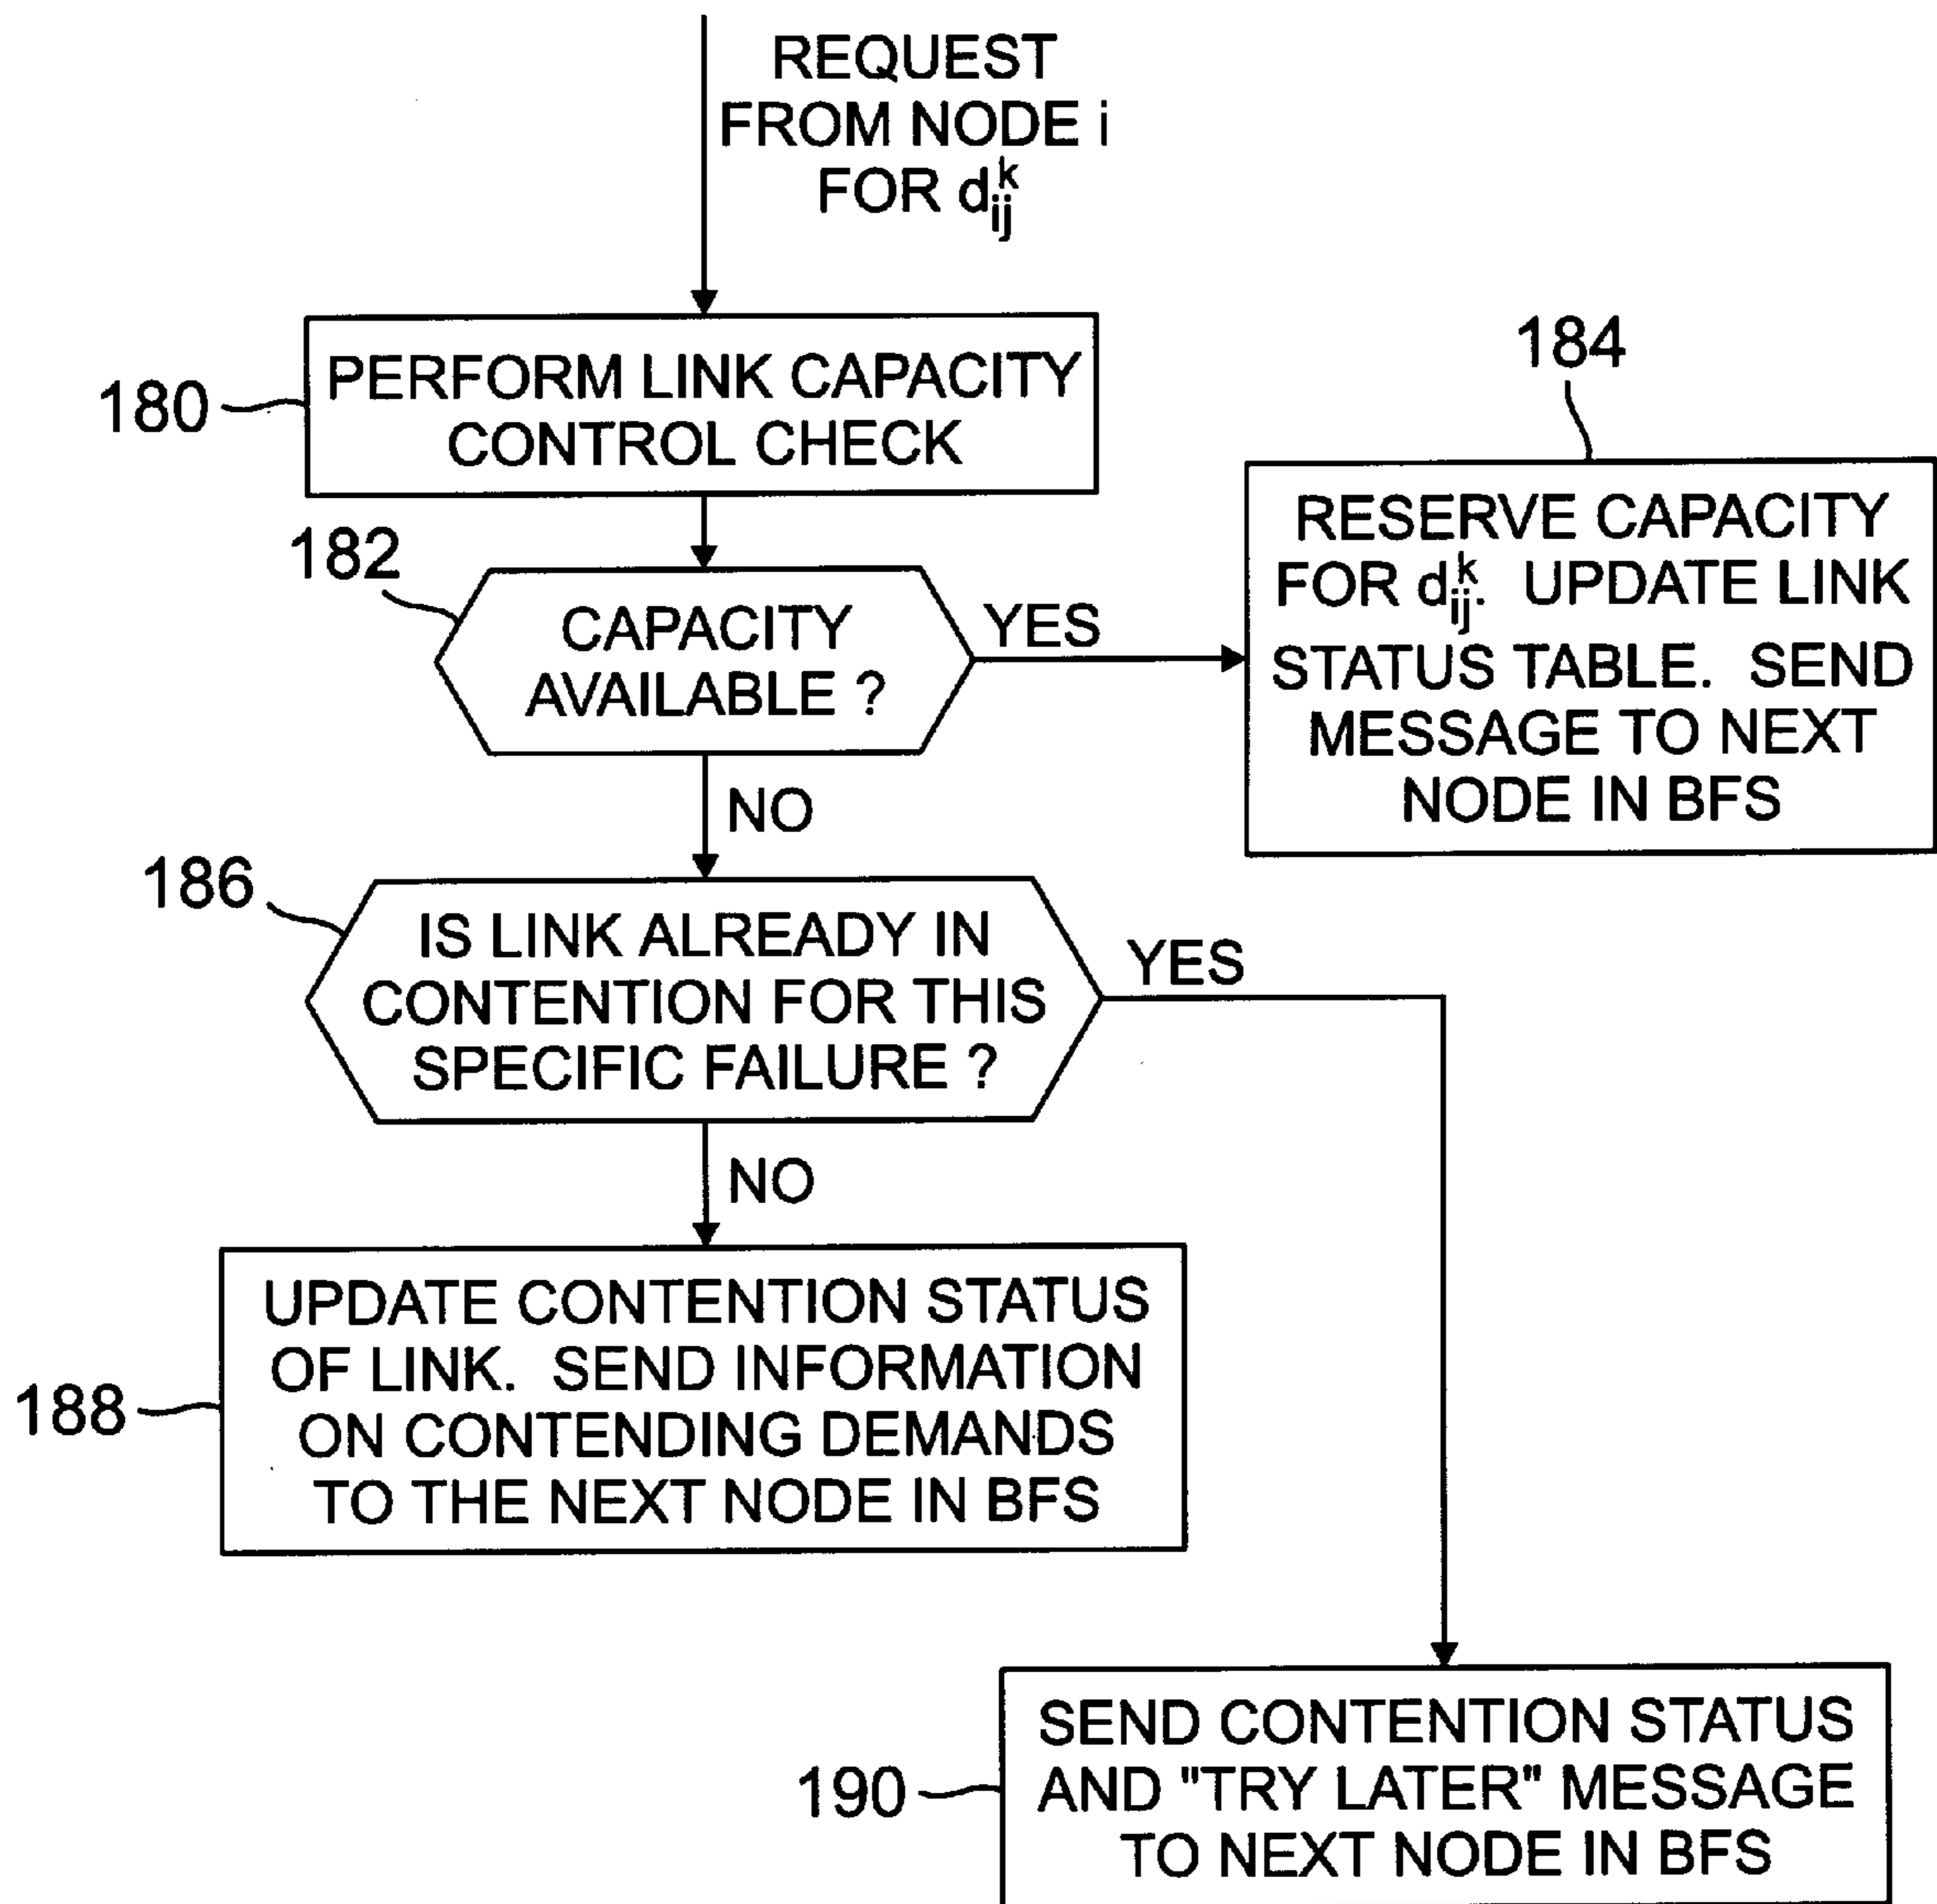 REQUEST
FROM NODE i
FOR d_{ij}^{k}
180
PERFORM LINK CAPACITY
CONTROL CHECK
184
182
CAPACITY
AVAILABLE ?
YES
RESERVE CAPACITY
FOR d_{ij}^{k}. UPDATE LINK
STATUS TABLE. SEND
MESSAGE TO NEXT
NODE IN BFS
NO
186
IS LINK ALREADY IN
CONTENTION FOR THIS
SPECIFIC FAILURE ?
YES
NO
188
UPDATE CONTENTION STATUS
OF LINK. SEND INFORMATION
ON CONTENDING DEMANDS
TO THE NEXT NODE IN BFS
190
SEND CONTENTION STATUS
AND "TRY LATER" MESSAGE
TO NEXT NODE IN BFS